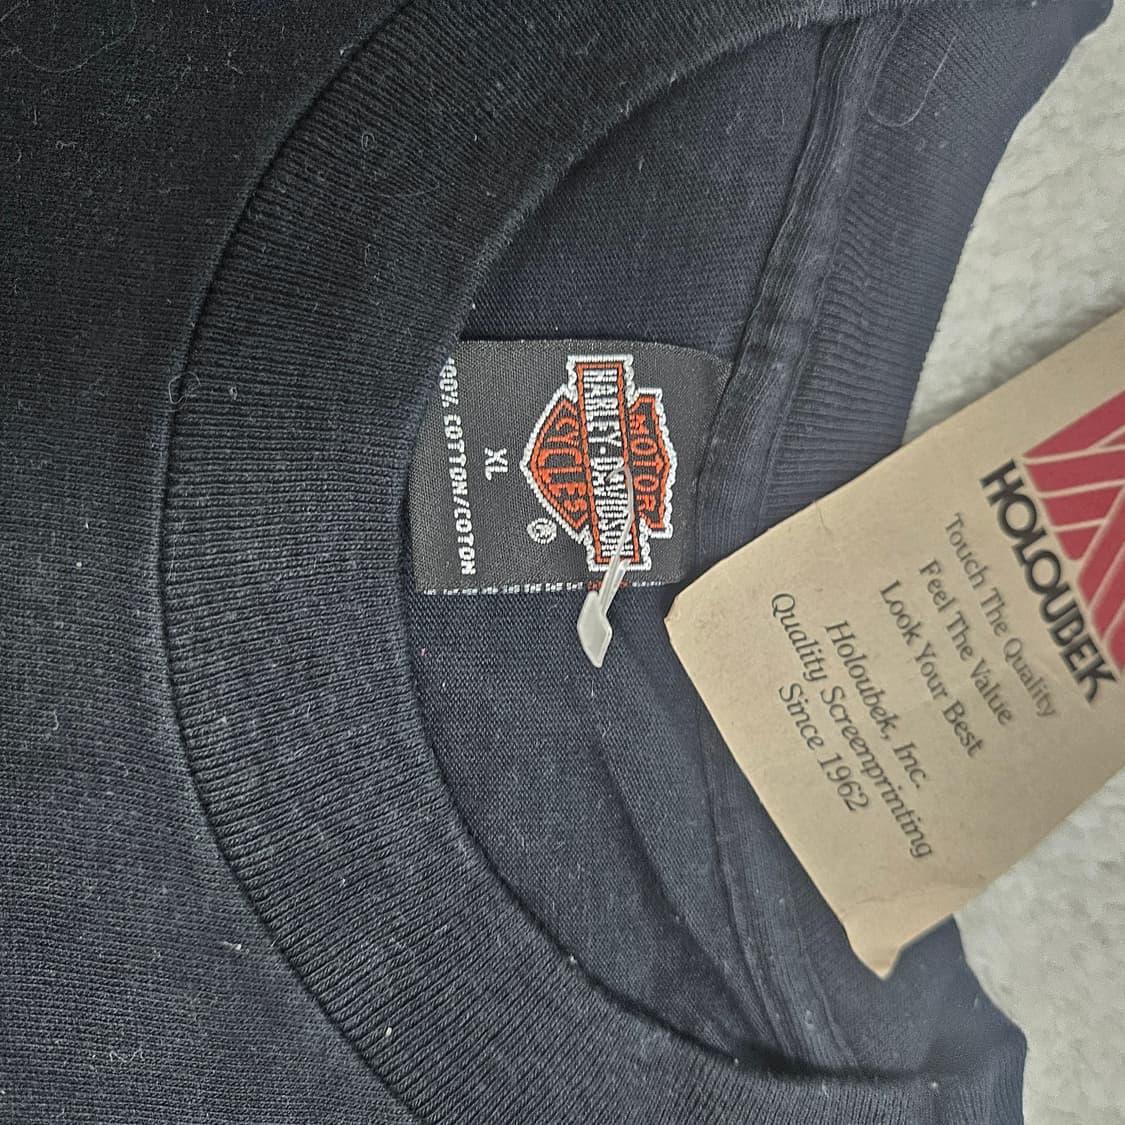 MOTOR
HARLEY-DAVIDSON
CYCLES
®
XL
100% COTTON/COTON
HOLOUBEK
Touch The Quality
Feel The Value
Look Your Best
Holoubek, Inc.
Quality Screenprinting
Since 1962